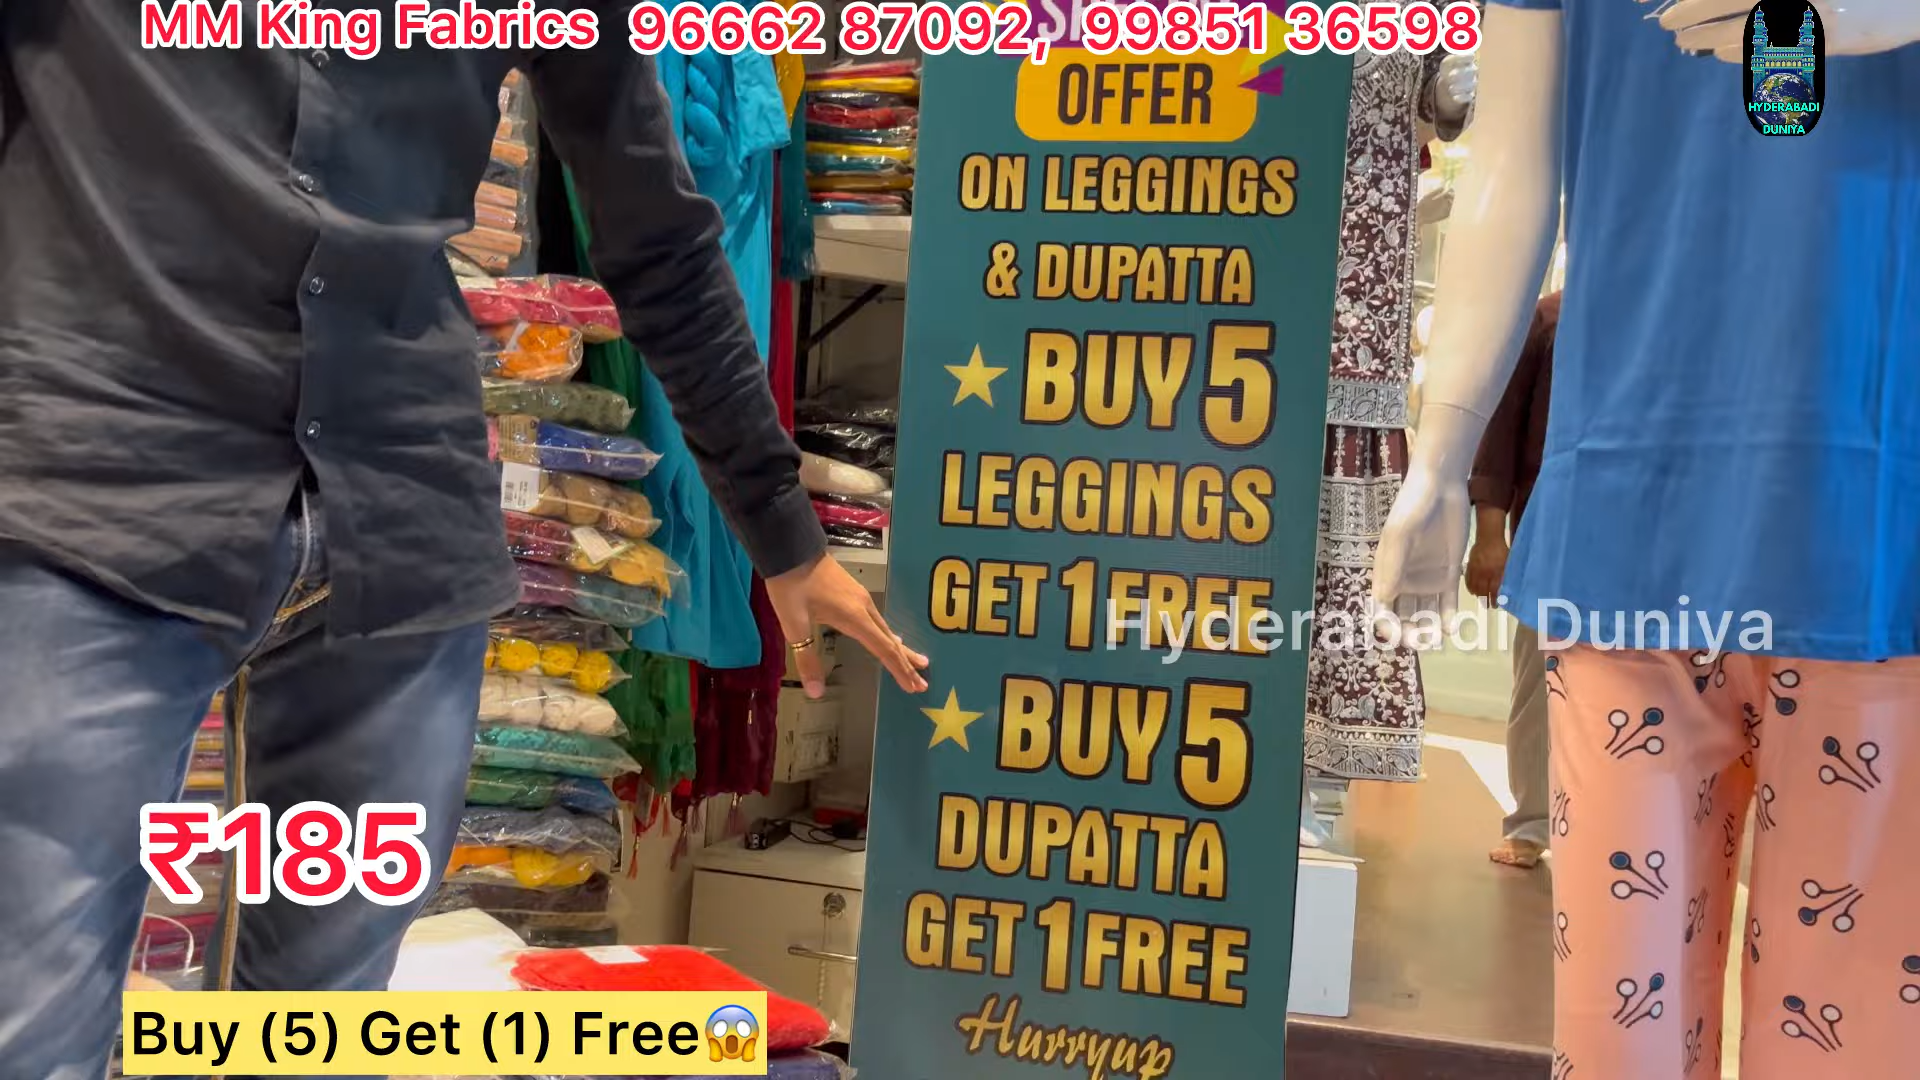 MM King Fabrics 96662 87092, 99851 36598
SPECIAL
OFFER
ON LEGGINGS
& DUPATTA
BUY 5
LEGGINGS
GET 1 FREE
BUY 5
DUPATTA
GET 1 FREE
Hurryup
HYDERABADI
DUNIYA
Hyderabadi Duniya
₹185
Buy (5) Get (1) Free😱